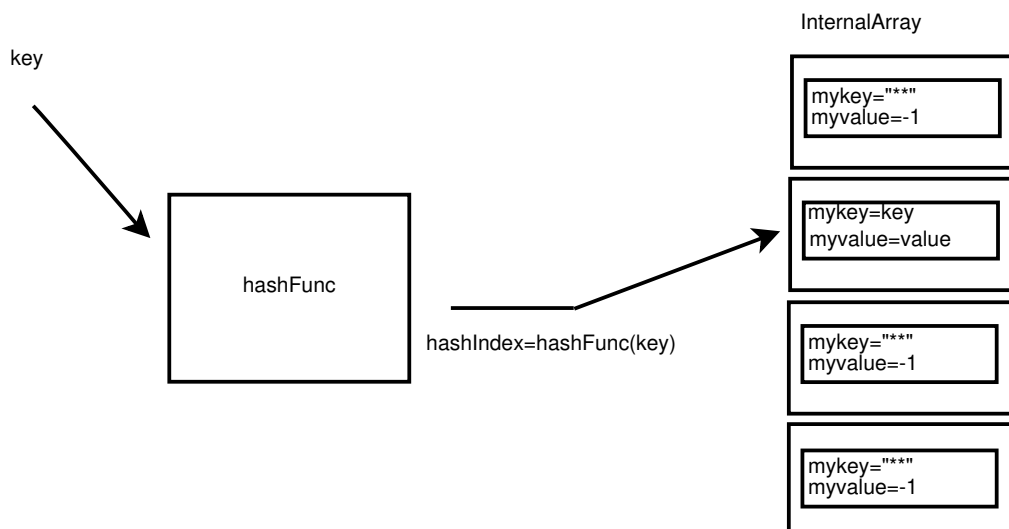 InternalArray
key
mykey="**"
myvalue=-1
mykey=key
myvalue=value
hashFunc
hashIndex=hashFunc(key)
mykey="**"
myvalue=-1
mykey="**"
myvalue=-1